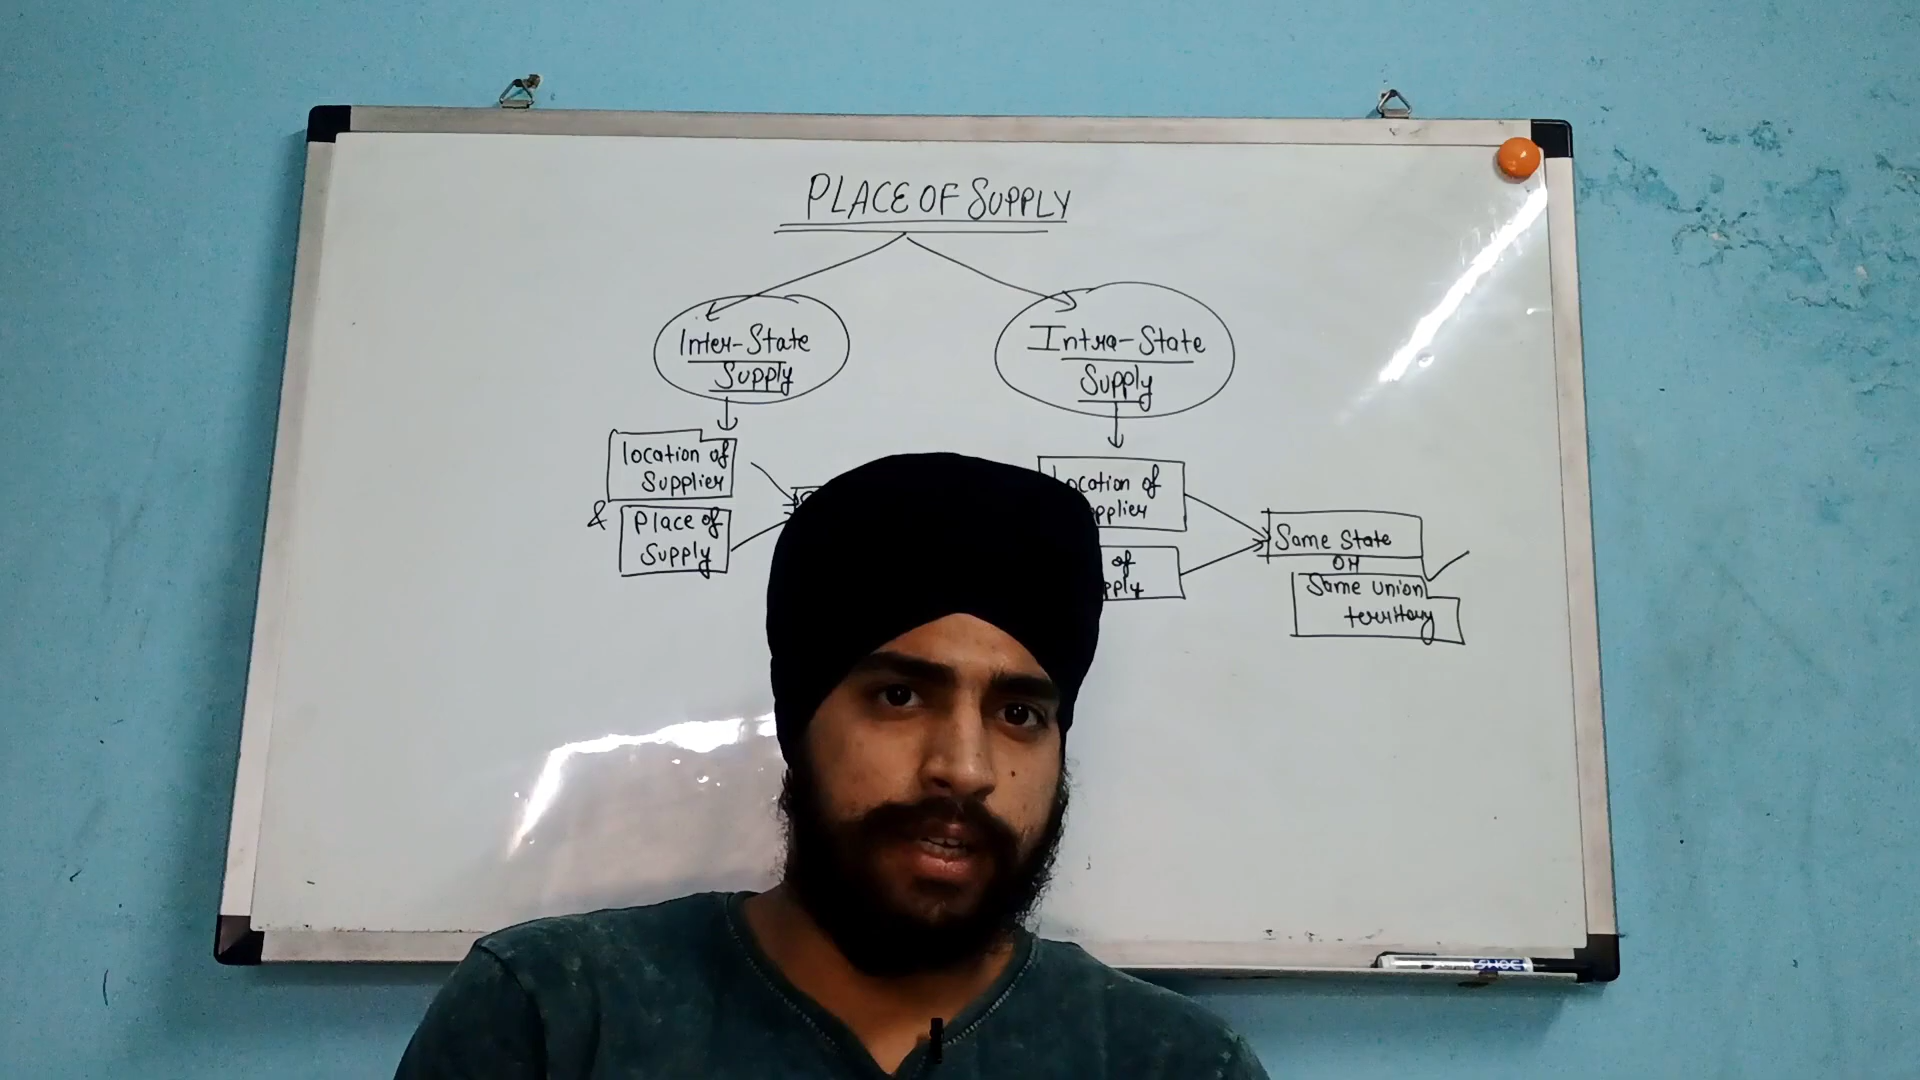 PLACE OF SUPPLY
Inter-State
Supply
Intra-State
Supply
location of
Supplier
&
Place of
Supply
of
Same State
OR
Same union
territory